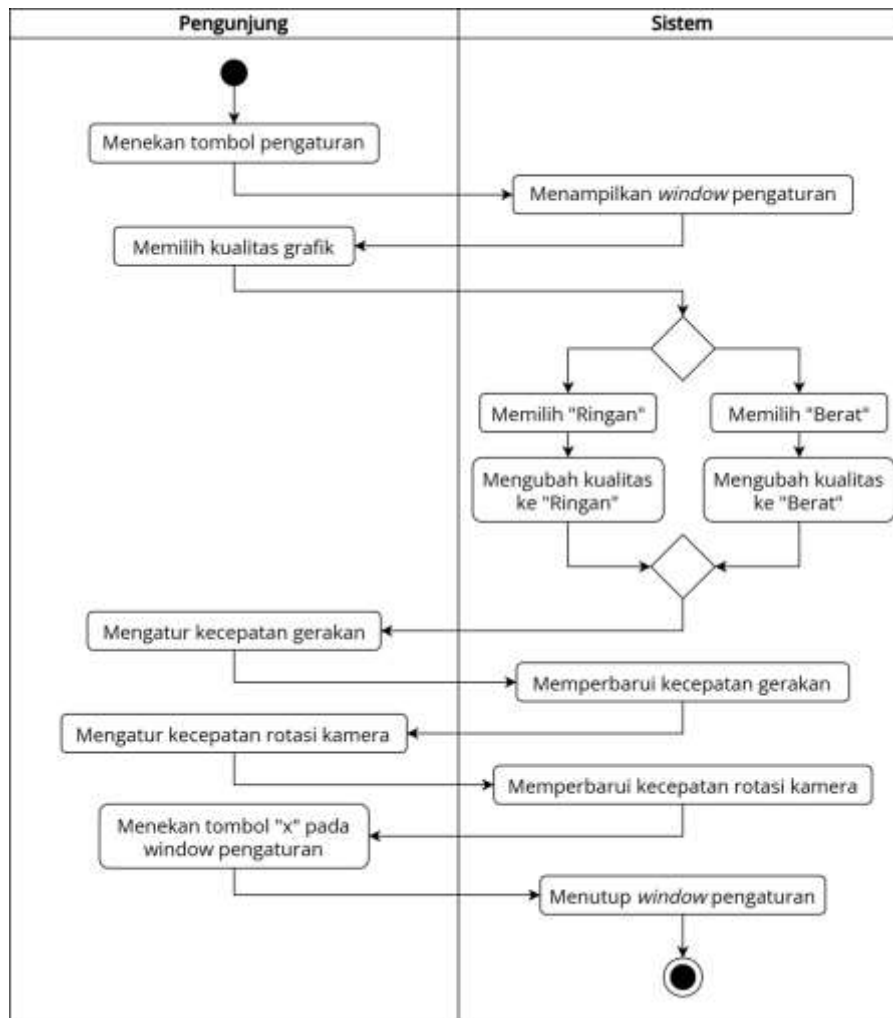 Pengunjung
Sistem
Menekan tombol pengaturan
Menampilkan window pengaturan
Memilih kualitas grafik
Memilih "Ringan"
Memilih "Berat"
Mengubah kualitas
ke "Ringan"
Mengubah kualitas
ke "Berat"
Mengatur kecepatan gerakan
Memperbarui kecepatan gerakan
Mengatur kecepatan rotasi kamera
Memperbarui kecepatan rotasi kamera
Menekan tombol "x" pada
window pengaturan
Menutup window pengaturan